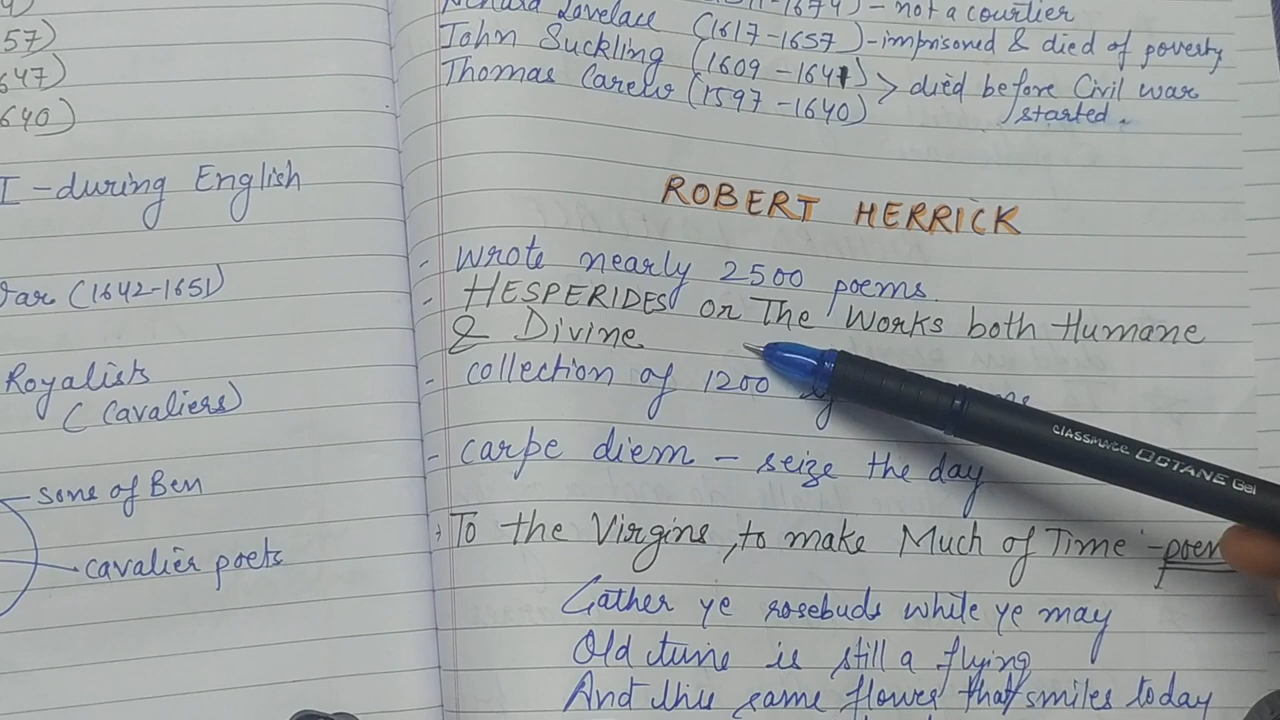 4)
57)
647)
640)
I - during English
War (1642-1651)
Royalists
(Cavaliers)
sons of Ben
cavalier poets
Richard Lovelace (1617-1657) - imprisoned & died of poverty
1674) - not a courtier
John Suckling (1609 - 1641)
Thomas Carew (1597 - 1640) > died before Civil war
started.
ROBERT HERRICK
- Wrote nearly 2500 poems.
- HESPERIDES or The Works both Humane
& Divine
- collection of 1200
- carpe diem - seize the day
To the Virgins, to make Much of Time - poem
Gather ye rosebuds while ye may
Old time is still a flying
And this same flower that smiles today
CLASSMATE OCTANE Gel